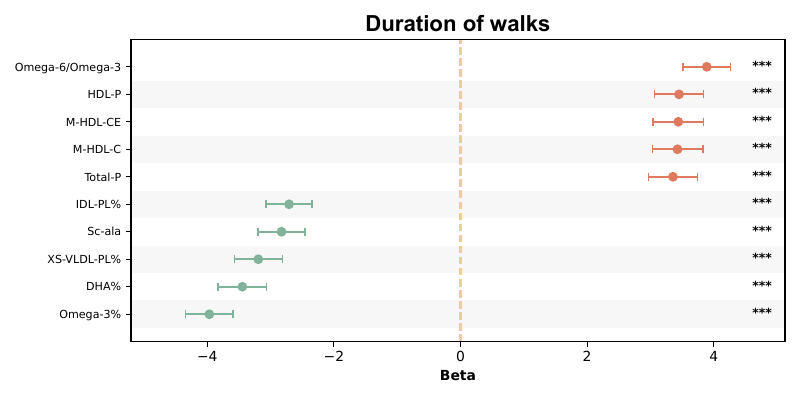 Duration of walks
Omega-6/Omega-3 ***
HDL-P ***
M-HDL-CE ***
M-HDL-C ***
Total-P ***
IDL-PL% ***
Sc-ala ***
XS-VLDL-PL% ***
DHA% ***
Omega-3% ***
−4 −2 0 2 4
Beta